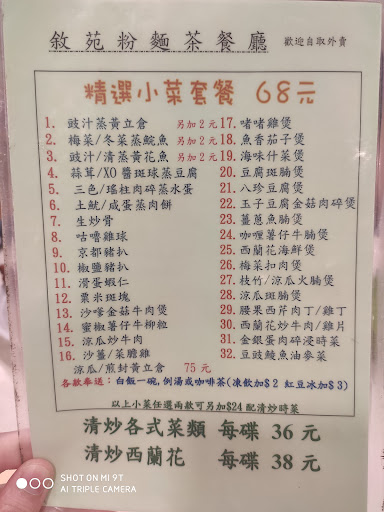 敘苑粉麵茶餐廳 歡迎自取外賣
精選小菜套餐 68元
1. 豉汁蒸黃立倉 另加2元
2. 梅菜/冬菜蒸鯇魚 另加2元
3. 豉汁/清蒸黃花魚 另加2元
4. 蒜茸/XO醬斑球蒸豆腐
5. 三色/瑤柱肉碎蒸水蛋
6. 土魷/咸蛋蒸肉餅
7. 生炒骨
8. 咕嚕雞球
9. 京都豬扒
10. 椒鹽豬扒
11. 滑蛋蝦仁
12. 粟米斑塊
13. 沙嗲金菇牛肉煲
14. 蜜椒薯仔牛柳粒
15. 涼瓜炒牛肉
16. 沙薑/菜膽雞
涼瓜/煎封黃立倉 75元
17. 啫啫雞煲
18. 魚香茄子煲
19. 海味什菜煲
20. 豆腐斑腩煲
21. 八珍豆腐煲
22. 玉子豆腐金菇肉碎煲
23. 薑蔥魚腩煲
24. 咖喱薯仔牛腩煲
25. 西蘭花海鮮煲
26. 梅菜扣肉煲
27. 枝竹/涼瓜火腩煲
28. 涼瓜斑腩煲
29. 腰果西芹肉丁/雞丁
30. 西蘭花炒牛肉/雞片
31. 金銀蛋肉碎浸時菜
32. 豆豉鯪魚油麥菜
各款奉送：白飯一碗,例湯或咖啡茶(凍飲加$2 紅豆冰加$3)
以上小菜任選兩款可另加$24配清炒時菜
清炒各式菜類 每碟 36元
清炒西蘭花 每碟 38元
SHOT ON MI 9T
AI TRIPLE CAMERA